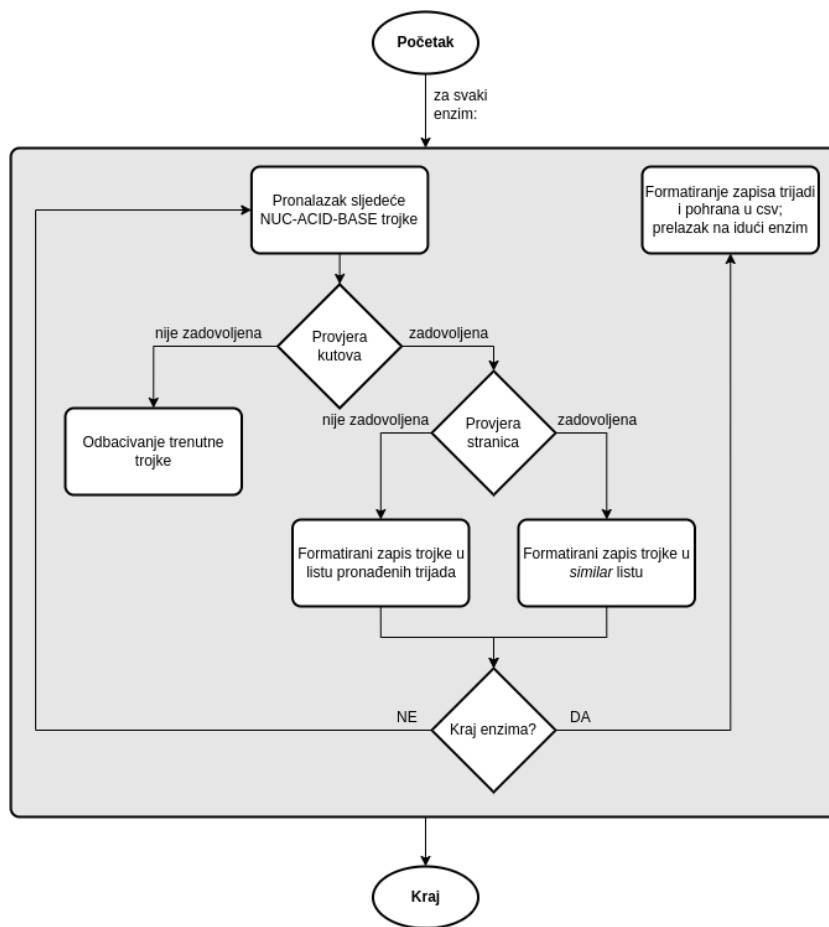 Početak
za svaki
enzim:
Pronalazak sljedeće
NUC-ACID-BASE trojke
Formatiranje zapisa trijadi
i pohrana u csv;
prelazak na idući enzim
nije zadovoljena
Provjera
kutova
zadovoljena
Odbacivanje trenutne
trojke
nije zadovoljena
Provjera
stranica
zadovoljena
Formatirani zapis trojke u
listu pronađenih trijada
Formatirani zapis trojke u
similar listu
NE
Kraj enzima?
DA
Kraj